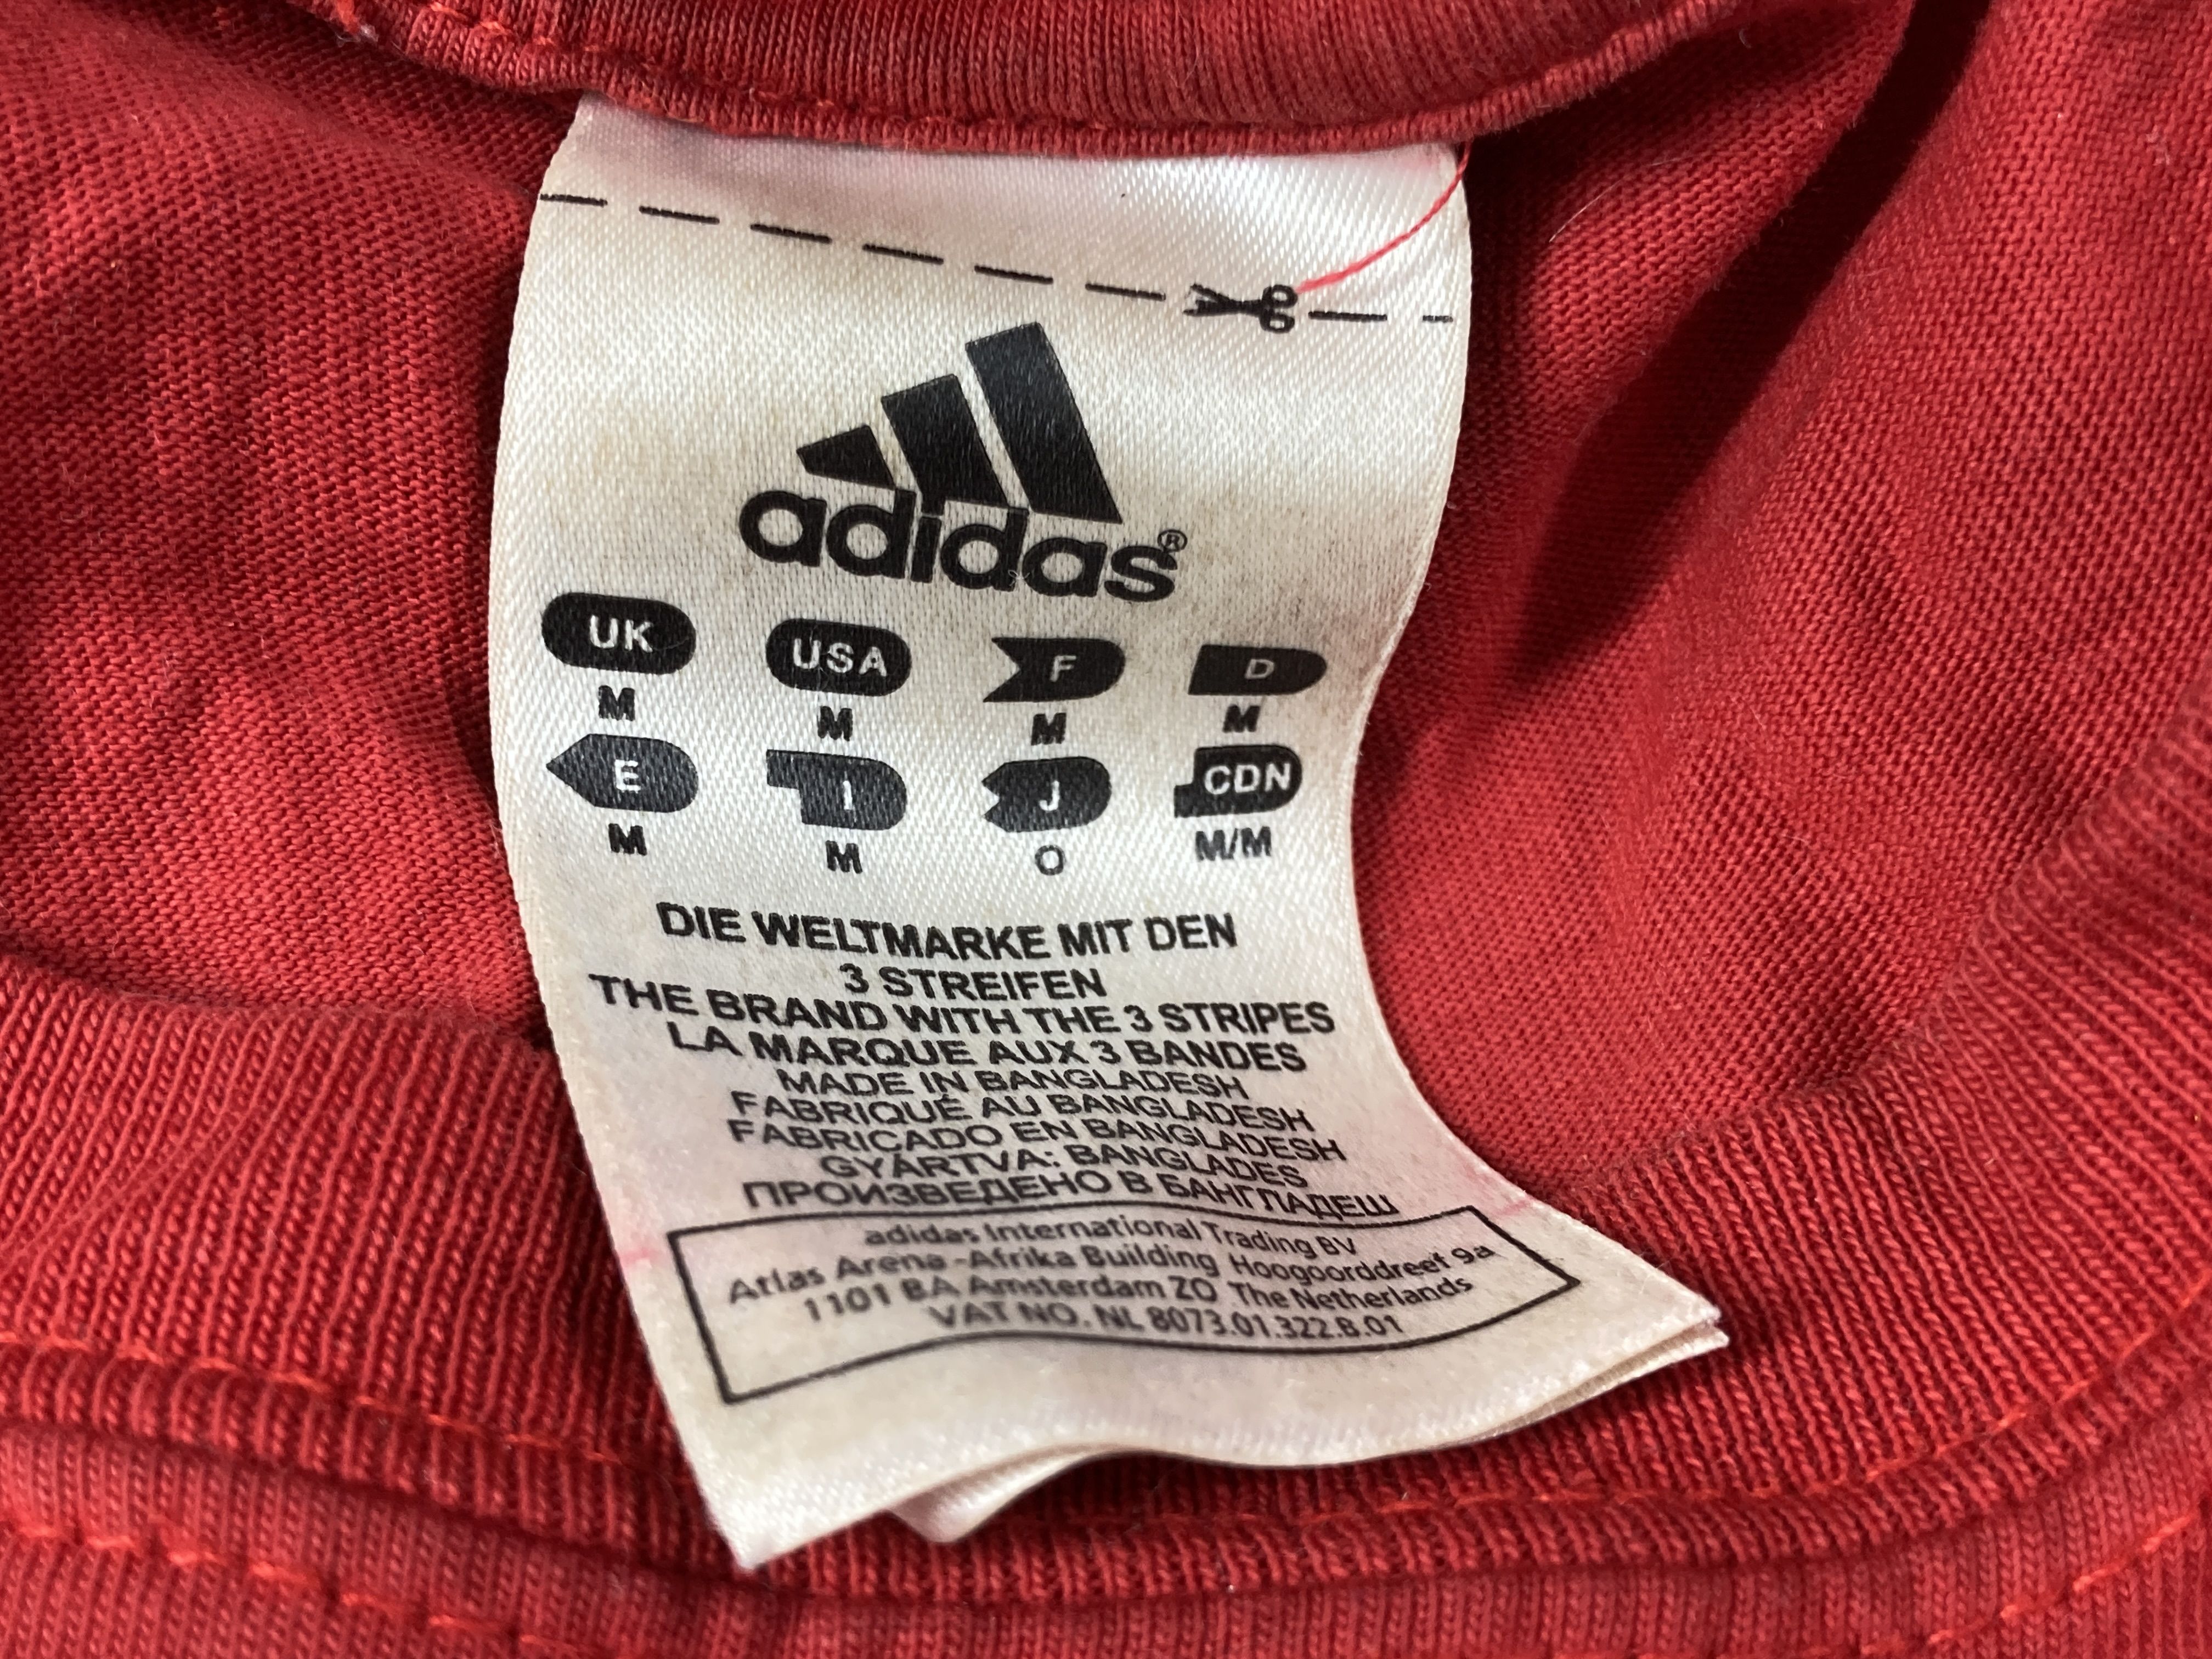 adidas®
UK USA F D
M M M M
E I J CDN
M M O M/M
DIE WELTMARKE MIT DEN
3 STREIFEN
THE BRAND WITH THE 3 STRIPES
LA MARQUE AUX 3 BANDES
MADE IN BANGLADESH
FABRIQUÉ AU BANGLADESH
FABRICADO EN BANGLADESH
GYÁRTVA: BANGLADES
ПРОИЗВЕДЕНО В БАНГЛАДЕШ
adidas International Trading BV
Atlas Arena -Afrika Building Hoogoorddreef 9a
1101 BA Amsterdam ZO The Netherlands
VAT NO. NL 8073.01.322.B.01